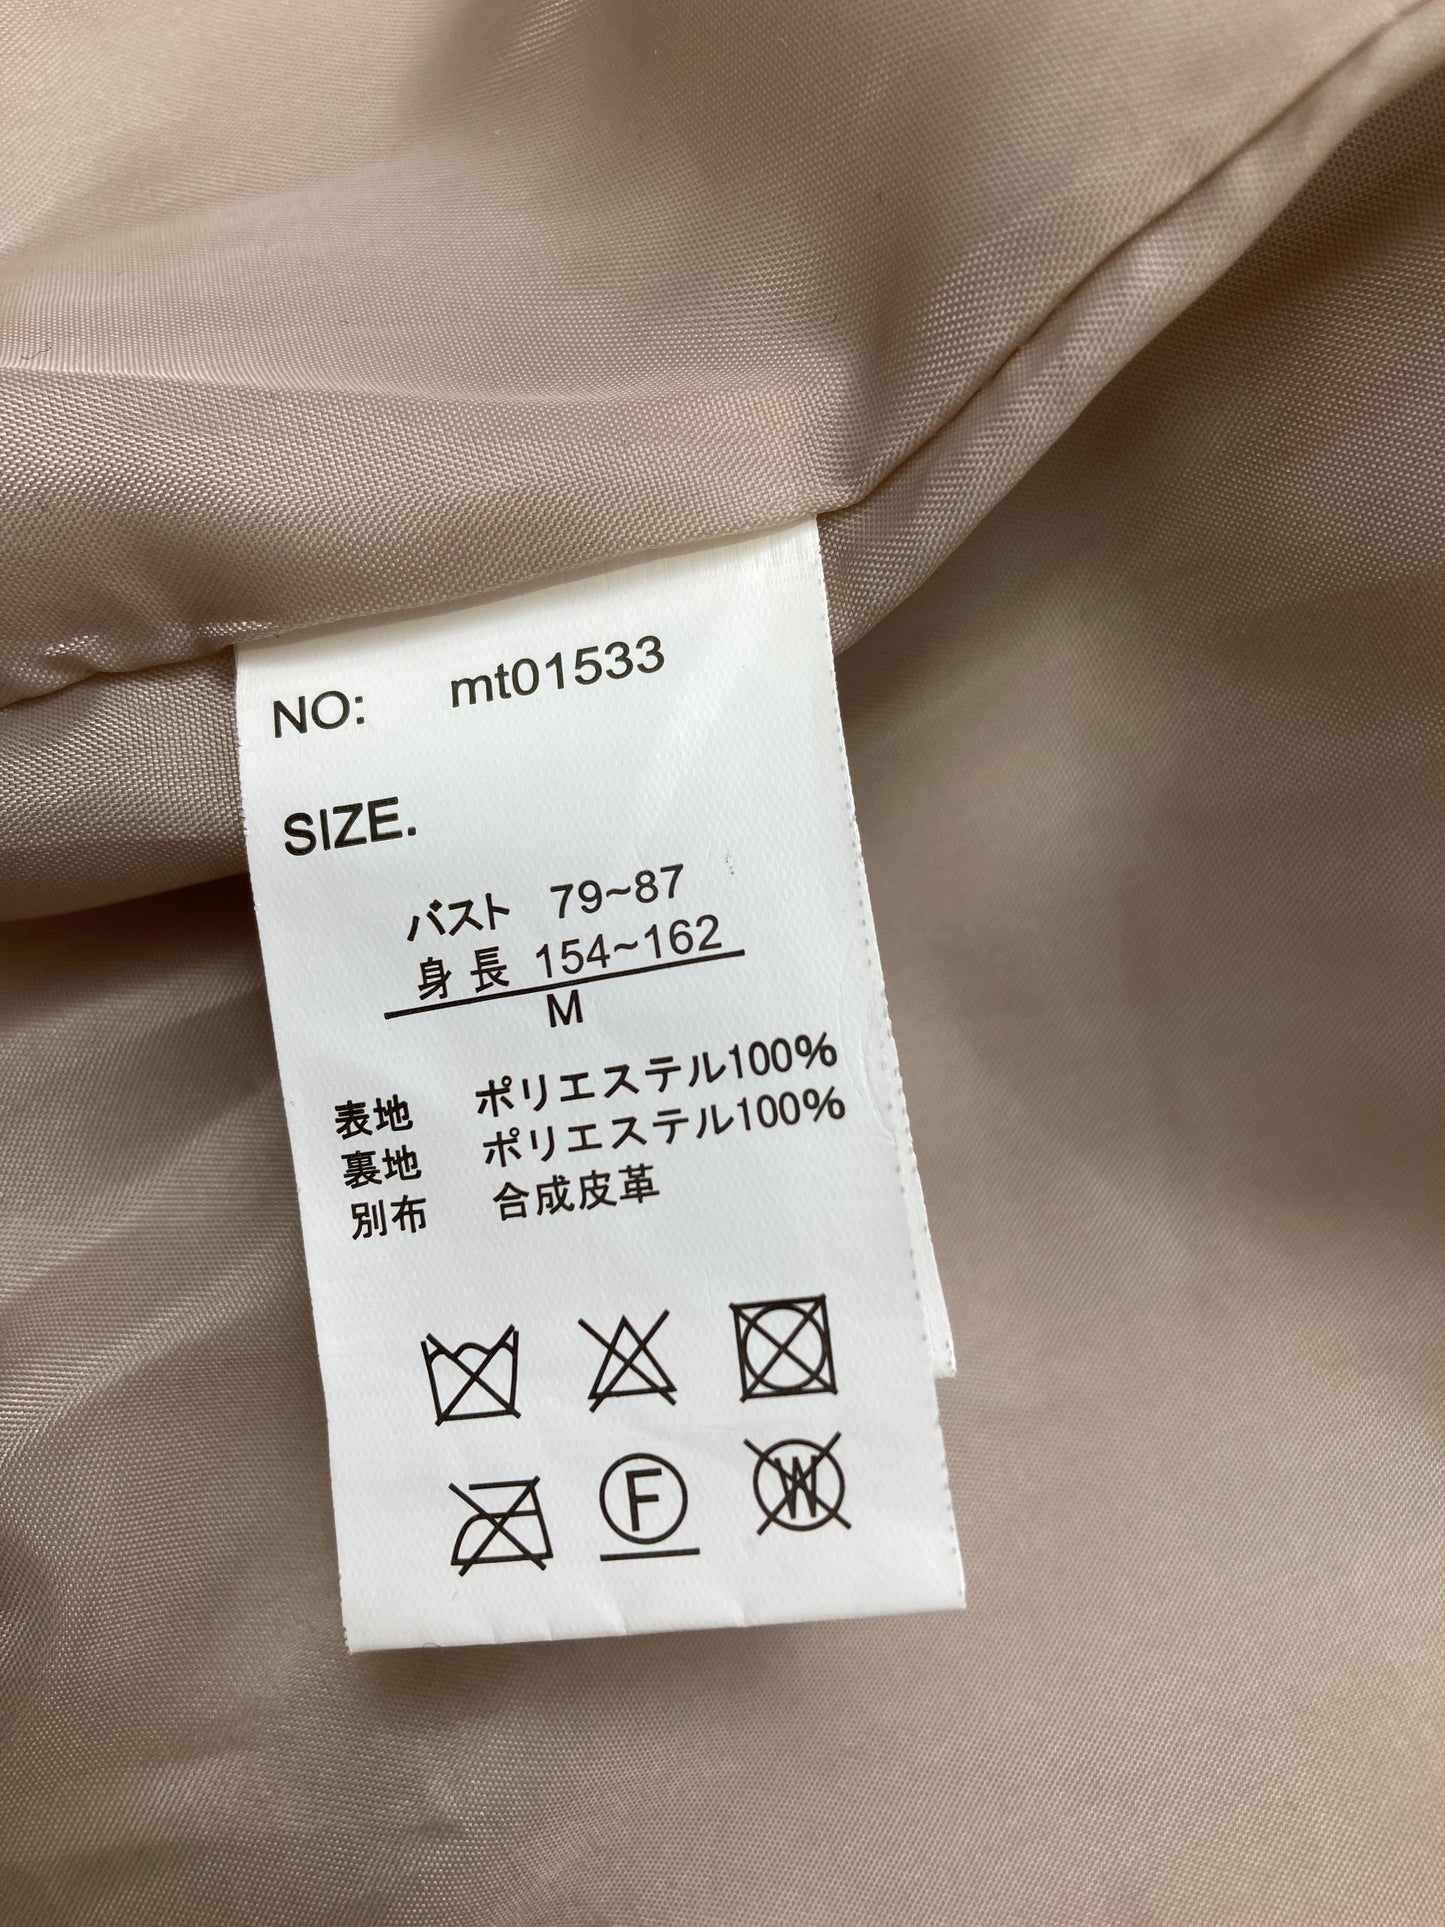 NO: mt01533
SIZE.
バスト 79~87
身長 154~162
M
表地 ポリエステル100%
裏地 ポリエステル100%
別布 合成皮革
F
W